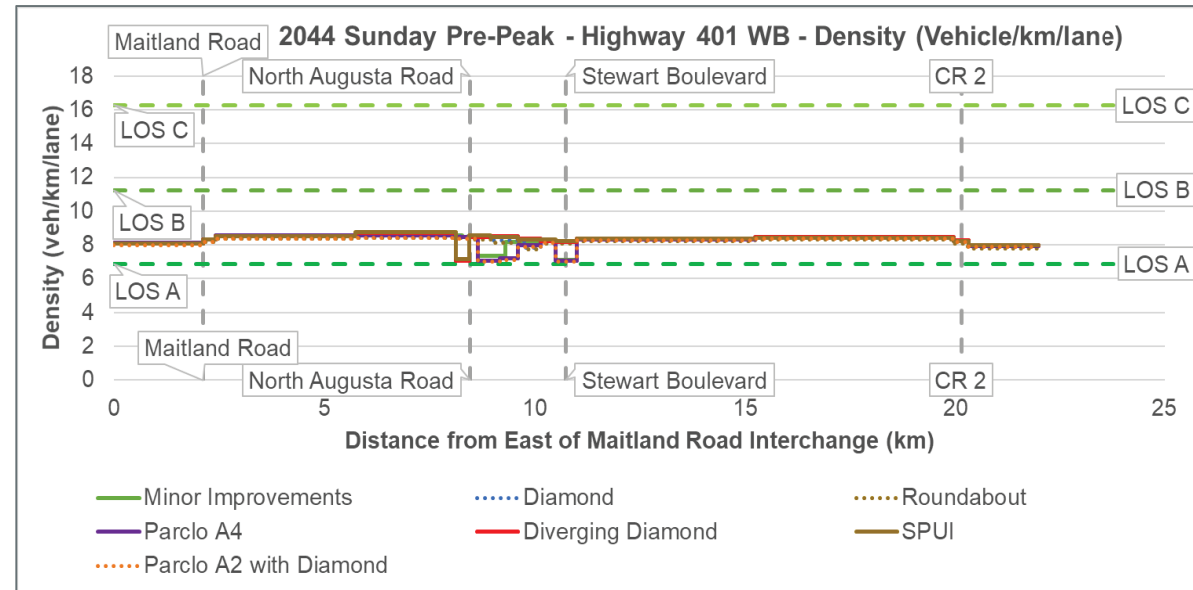 2044 Sunday Pre-Peak - Highway 401 WB - Density (Vehicle/km/lane)
Maitland Road
North Augusta Road
Stewart Boulevard
CR 2
Density (veh/km/lane)
18
16
14
12
10
8
6
4
2
0
LOS C
LOS C
LOS B
LOS B
LOS A
LOS A
Maitland Road
North Augusta Road
Stewart Boulevard
CR 2
0 5 10 15 20 25
Distance from East of Maitland Road Interchange (km)
Minor Improvements Diamond Roundabout
Parclo A4 Diverging Diamond SPUI
Parclo A2 with Diamond